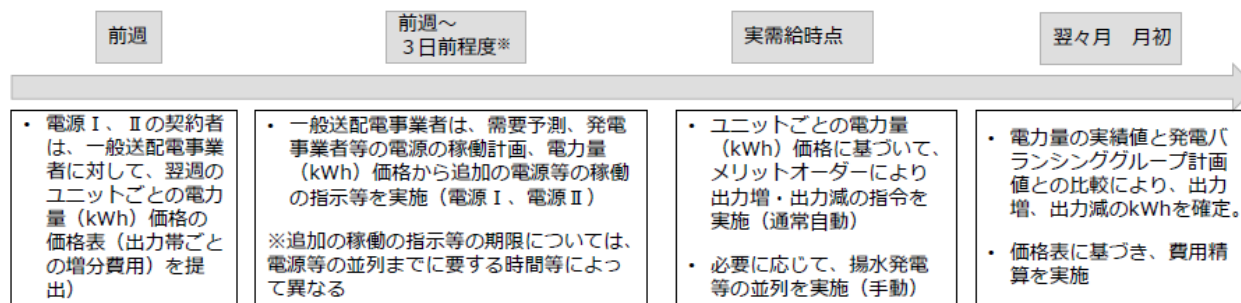 前週
前週～
３日前程度※
実需給時点
翌々月　月初
• 電源Ⅰ、Ⅱの契約者
は、一般送配電事業
者に対して、翌週の
ユニットごとの電力
量（kWh）価格の
価格表（出力帯ごと
の増分費用）を提
出）
• 一般送配電事業者は、需要予測、発電
事業者等の電源の稼働計画、電力量
（kWh）価格から追加の電源等の稼働
の指示等を実施（電源Ⅰ、電源Ⅱ）
※追加の稼働の指示等の期限については、
電源等の並列までに要する時間等によっ
て異なる
• ユニットごとの電力量
（kWh）価格に基づいて、
メリットオーダーにより
出力増・出力減の指令を
実施（通常自動）
• 必要に応じて、揚水発電
等の並列を実施（手動）
• 電力量の実績値と発電バ
ランシンググループ計画
値との比較により、出力
増、出力減のkWhを確定。
• 価格表に基づき、費用精
算を実施